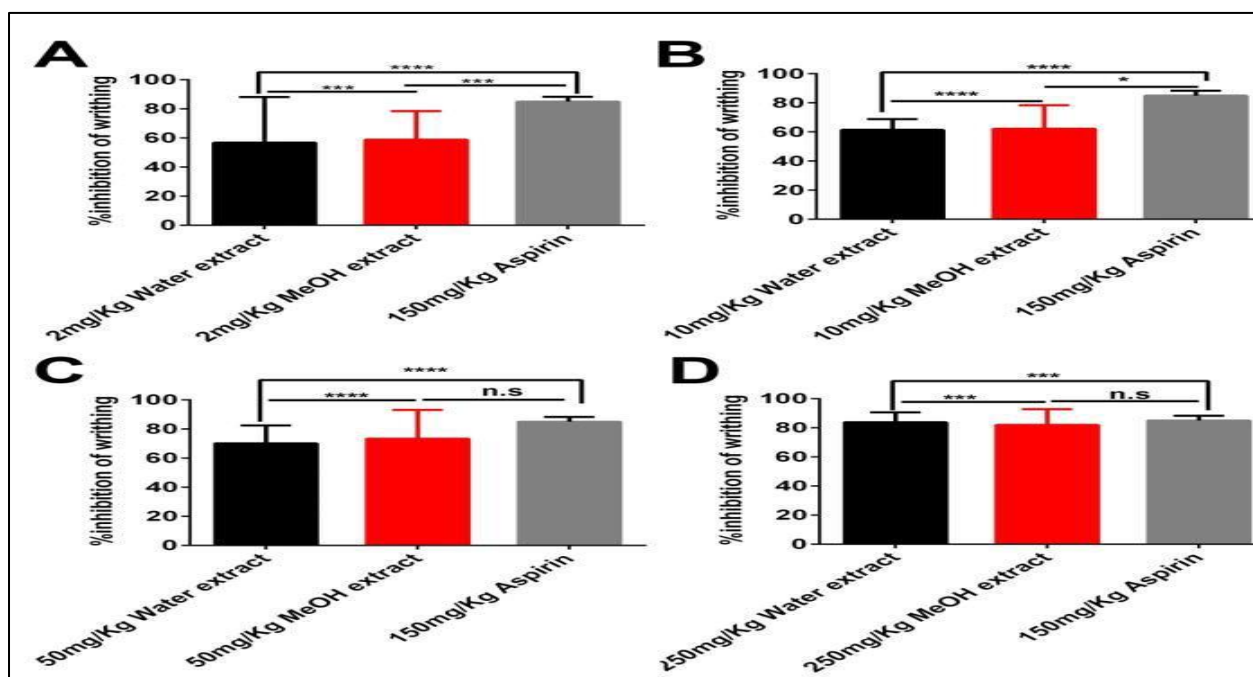 A
%inhibition of writhing
100
80
60
40
20
0
****
*** ***
2mg/Kg Water extract
2mg/Kg MeOH extract
150mg/Kg Aspirin
B
%inhibition of writhing
100
80
60
40
20
0
****
**** *
10mg/Kg Water extract
10mg/Kg MeOH extract
150mg/Kg Aspirin
C
%inhibition of writhing
100
80
60
40
20
0
****
**** n.s
50mg/Kg Water extract
50mg/Kg MeOH extract
150mg/Kg Aspirin
D
%inhibition of writhing
100
80
60
40
20
0
***
*** n.s
250mg/Kg Water extract
250mg/Kg MeOH extract
150mg/Kg Aspirin